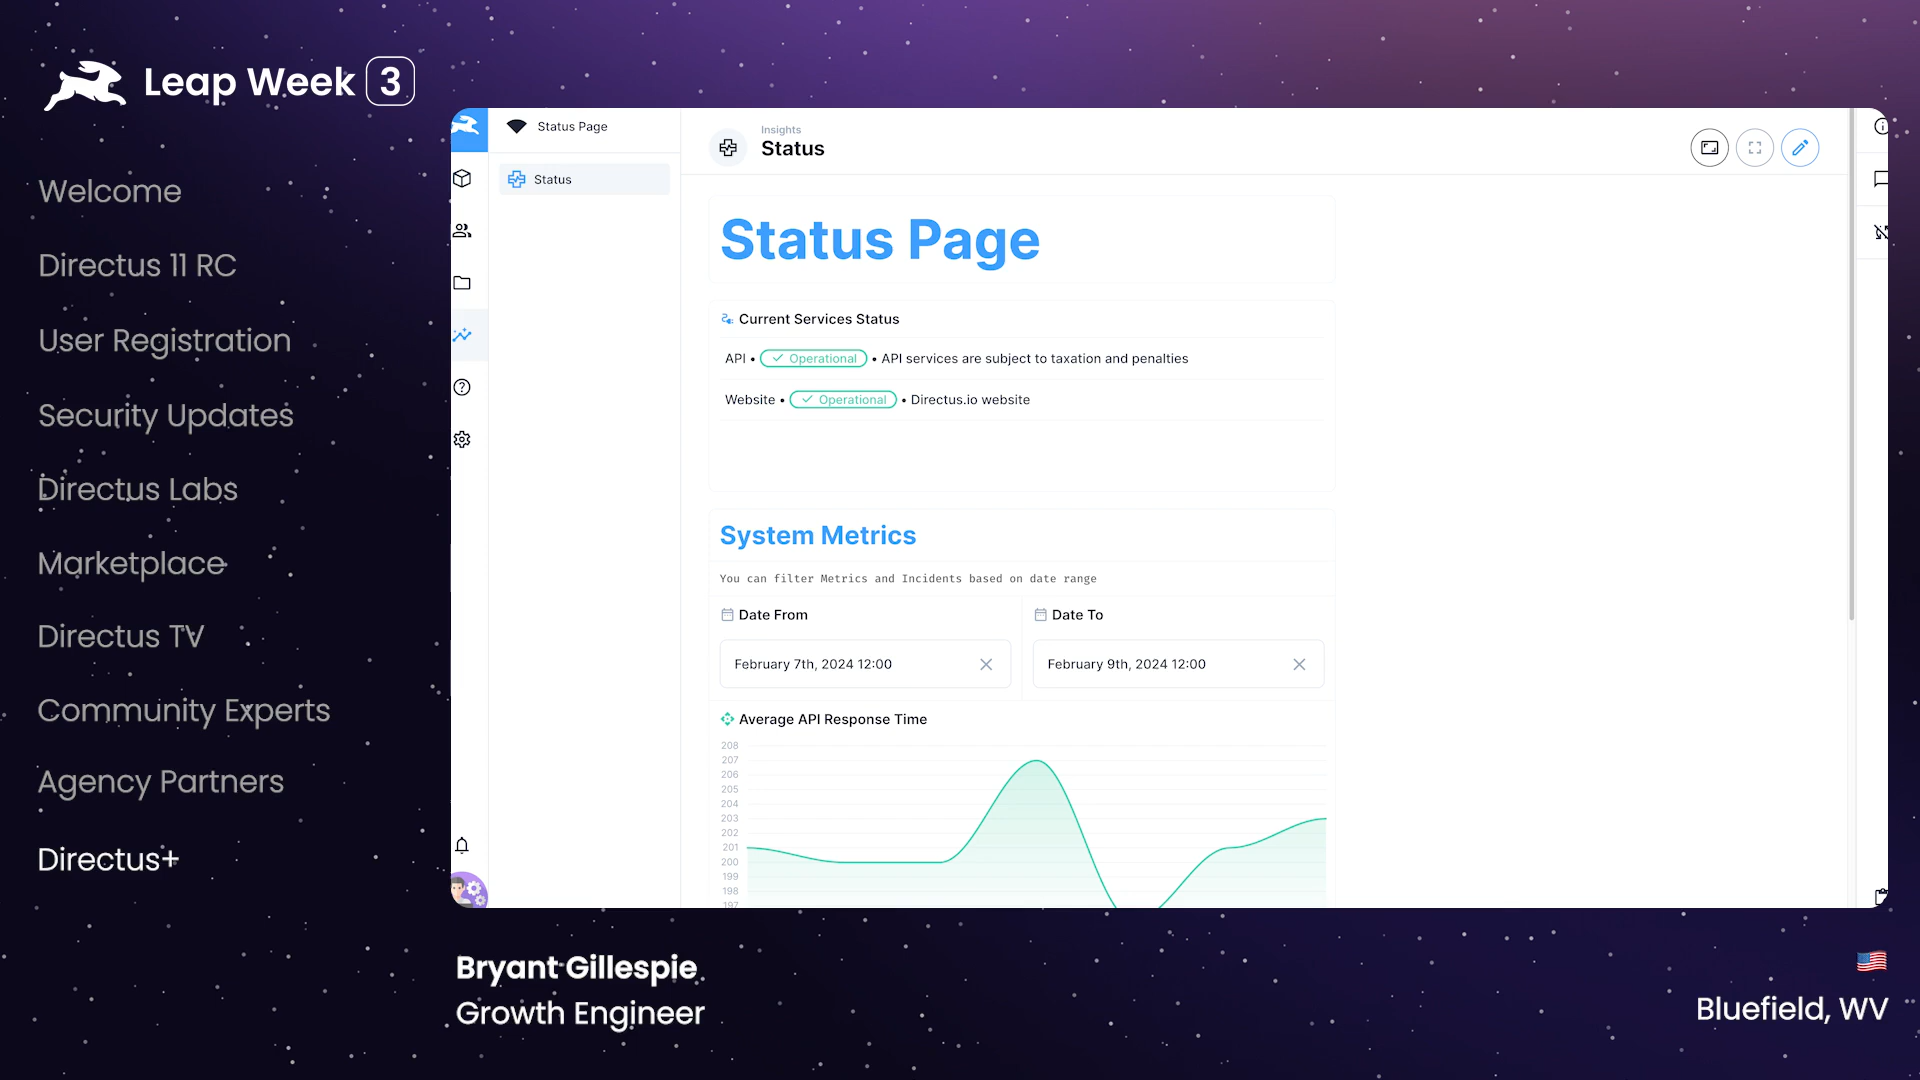 Leap Week 3
Welcome
Directus 11 RC
User Registration
Security Updates
Directus Labs
Marketplace
Directus TV
Community Experts
Agency Partners
Directus+
Status Page
Status
Insights
Status
Status Page
Current Services Status
API • Operational • API services are subject to taxation and penalties
Website • Operational • Directus.io website
System Metrics
You can filter Metrics and Incidents based on date range
Date From
Date To
February 7th, 2024 12:00
February 9th, 2024 12:00
Average API Response Time
208
207
206
205
204
203
202
201
200
199
198
197
Bryant Gillespie
Growth Engineer
Bluefield, WV